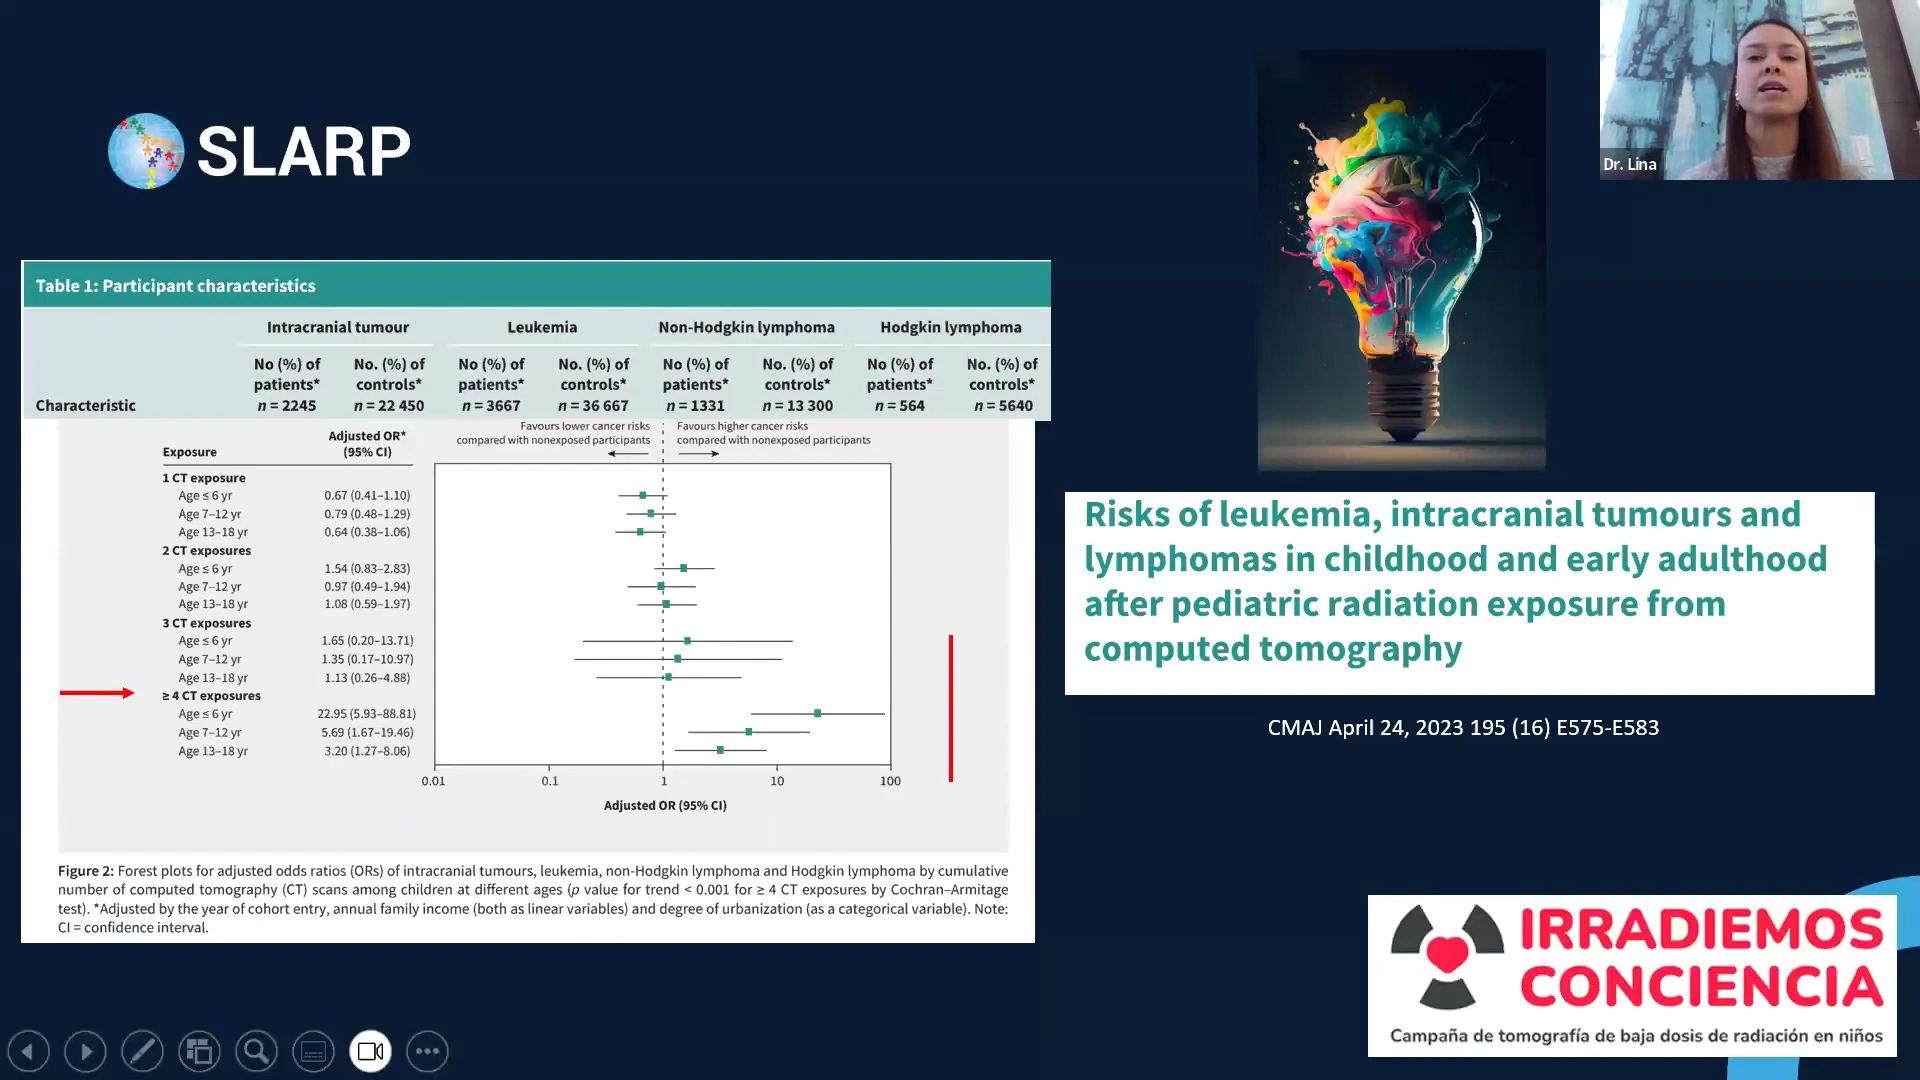 SLARP
Dr. Lina
Table 1: Participant characteristics
Intracranial tumour Leukemia Non-Hodgkin lymphoma Hodgkin lymphoma
No (%) of No. (%) of No (%) of No. (%) of No (%) of No. (%) of No (%) of No. (%) of
patients* controls* patients* controls* patients* controls* patients* controls*
Characteristic n = 2245 n = 22 450 n = 3667 n = 36 667 n = 1331 n = 13 300 n = 564 n = 5640
Favours lower cancer risks Favours higher cancer risks
compared with nonexposed participants compared with nonexposed participants
Adjusted OR*
Exposure (95% CI)
1 CT exposure
Age ≤ 6 yr 0.67 (0.41–1.10)
Age 7–12 yr 0.79 (0.48–1.29)
Age 13–18 yr 0.64 (0.38–1.06)
2 CT exposures
Age ≤ 6 yr 1.54 (0.83–2.83)
Age 7–12 yr 0.97 (0.49–1.94)
Age 13–18 yr 1.08 (0.59–1.97)
3 CT exposures
Age ≤ 6 yr 1.65 (0.20–13.71)
Age 7–12 yr 1.35 (0.17–10.97)
Age 13–18 yr 1.13 (0.26–4.88)
≥ 4 CT exposures
Age ≤ 6 yr 22.95 (5.93–88.81)
Age 7–12 yr 5.69 (1.67–19.46)
Age 13–18 yr 3.20 (1.27–8.06)
0.01 0.1 1 10 100
Adjusted OR (95% CI)
Figure 2: Forest plots for adjusted odds ratios (ORs) of intracranial tumours, leukemia, non-Hodgkin lymphoma and Hodgkin lymphoma by cumulative
number of computed tomography (CT) scans among children at different ages (p value for trend < 0.001 for ≥ 4 CT exposures by Cochran–Armitage
test). *Adjusted by the year of cohort entry, annual family income (both as linear variables) and degree of urbanization (as a categorical variable). Note:
CI = confidence interval.
Risks of leukemia, intracranial tumours and
lymphomas in childhood and early adulthood
after pediatric radiation exposure from
computed tomography
CMAJ April 24, 2023 195 (16) E575-E583
IRRADIEMOS
CONCIENCIA
Campaña de tomografía de baja dosis de radiación en niños